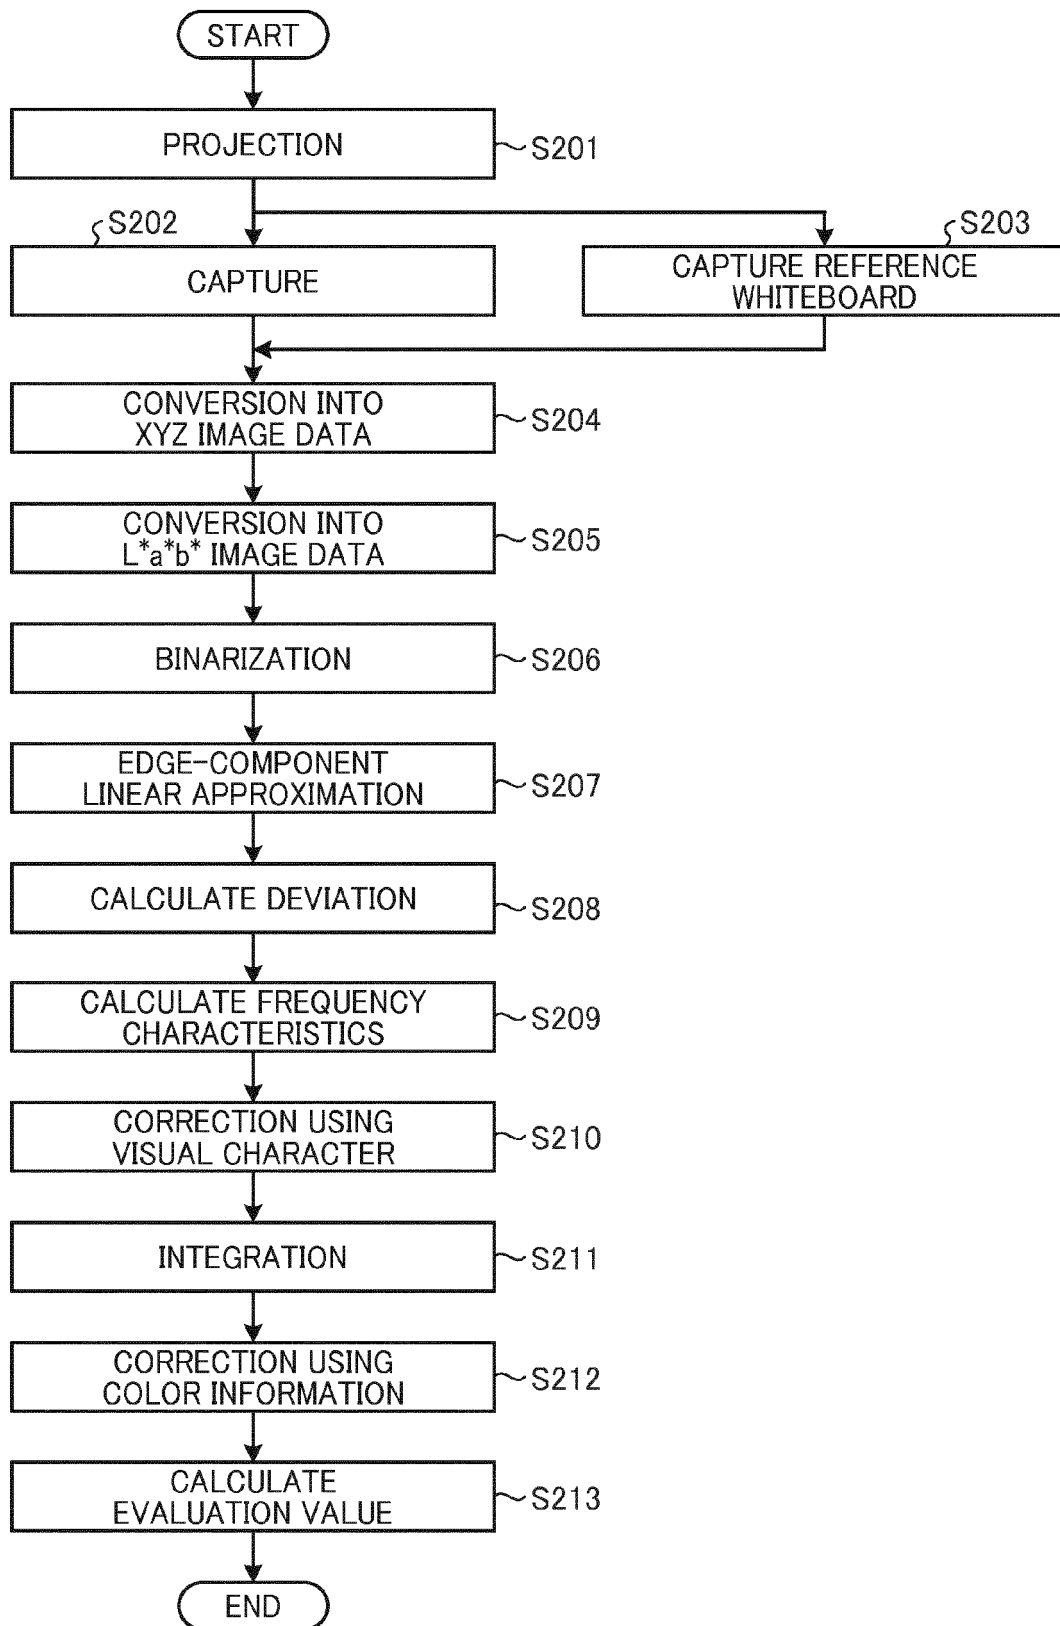 START
PROJECTION
S201
S202
S203
CAPTURE
CAPTURE REFERENCE
WHITEBOARD
CONVERSION INTO
XYZ IMAGE DATA
S204
CONVERSION INTO
L*a*b* IMAGE DATA
S205
BINARIZATION
S206
EDGE-COMPONENT
LINEAR APPROXIMATION
S207
CALCULATE DEVIATION
S208
CALCULATE FREQUENCY
CHARACTERISTICS
S209
CORRECTION USING
VISUAL CHARACTER
S210
INTEGRATION
S211
CORRECTION USING
COLOR INFORMATION
S212
CALCULATE
EVALUATION VALUE
S213
END